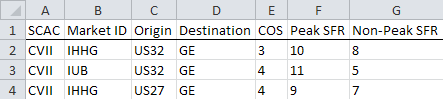 A B C D E F G
1 SCAC Market ID Origin Destination COS Peak SFR Non-Peak SFR
2 CVII IHHG US32 GE 3 10 8
3 CVII IUB US32 GE 4 11 5
4 CVII IHHG US27 GE 4 9 7